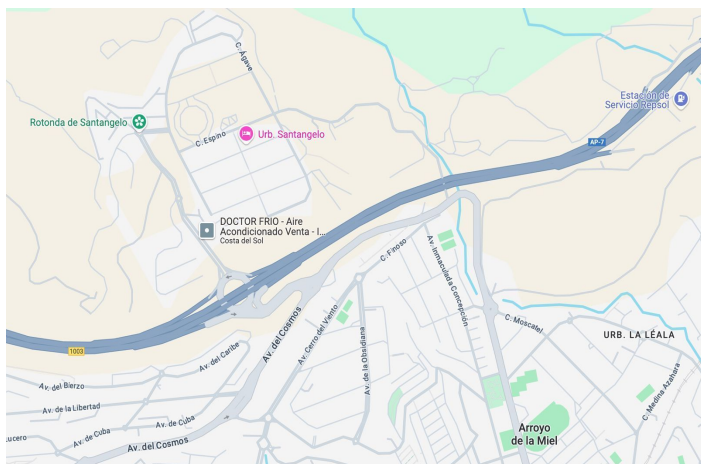 C. Ágave
Estación de
Servicio Repsol
Rotonda de Santangelo
Urb. Santangelo
C. Espino
AP-7
DOCTOR FRIO - Aire
Acondicionado Venta - I...
Costa del Sol
C. Finoso
Av. Inmaculada Concepción
Av. del Cosmos
Av. Cerro del Viento
C. Moscatel
URB. LA LÉALA
1003
Av. del Caribe
Av. de la Obsidiana
C. Medina Azahara
Av. del Bierzo
Av. de la Libertad
Av. de Cuba
Av. de Cuba
Lucero
Av. del Cosmos
Arroyo
de la Miel